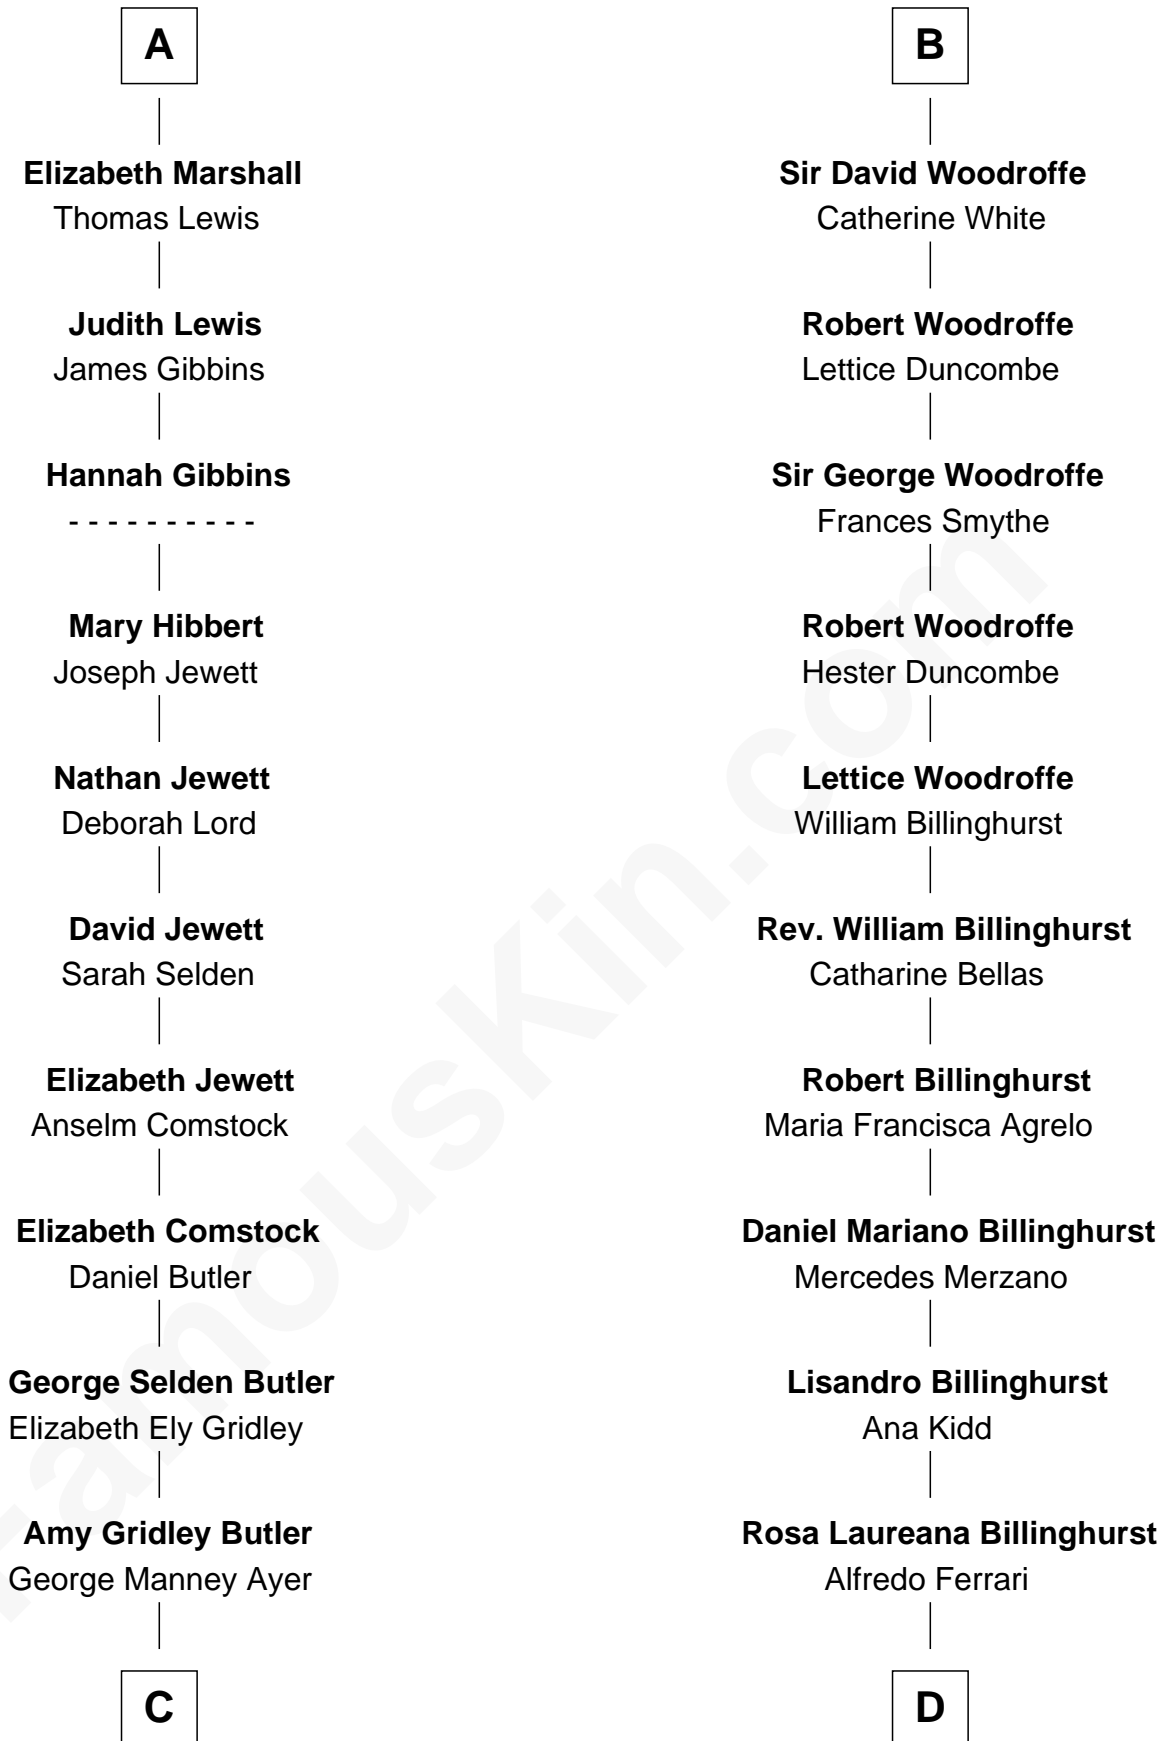 A
Elizabeth Marshall
Thomas Lewis
Judith Lewis
James Gibbins
Hannah Gibbins
- - - - - - - - - -
Mary Hibbert
Joseph Jewett
Nathan Jewett
Deborah Lord
David Jewett
Sarah Selden
Elizabeth Jewett
Anselm Comstock
Elizabeth Comstock
Daniel Butler
George Selden Butler
Elizabeth Ely Gridley
Amy Gridley Butler
George Manney Ayer
C
B
Sir David Woodroffe
Catherine White
Robert Woodroffe
Lettice Duncombe
Sir George Woodroffe
Frances Smythe
Robert Woodroffe
Hester Duncombe
Lettice Woodroffe
William Billinghurst
Rev. William Billinghurst
Catharine Bellas
Robert Billinghurst
Maria Francisca Agrelo
Daniel Mariano Billinghurst
Mercedes Merzano
Lisandro Billinghurst
Ana Kidd
Rosa Laureana Billinghurst
Alfredo Ferrari
D
FamousKin.com